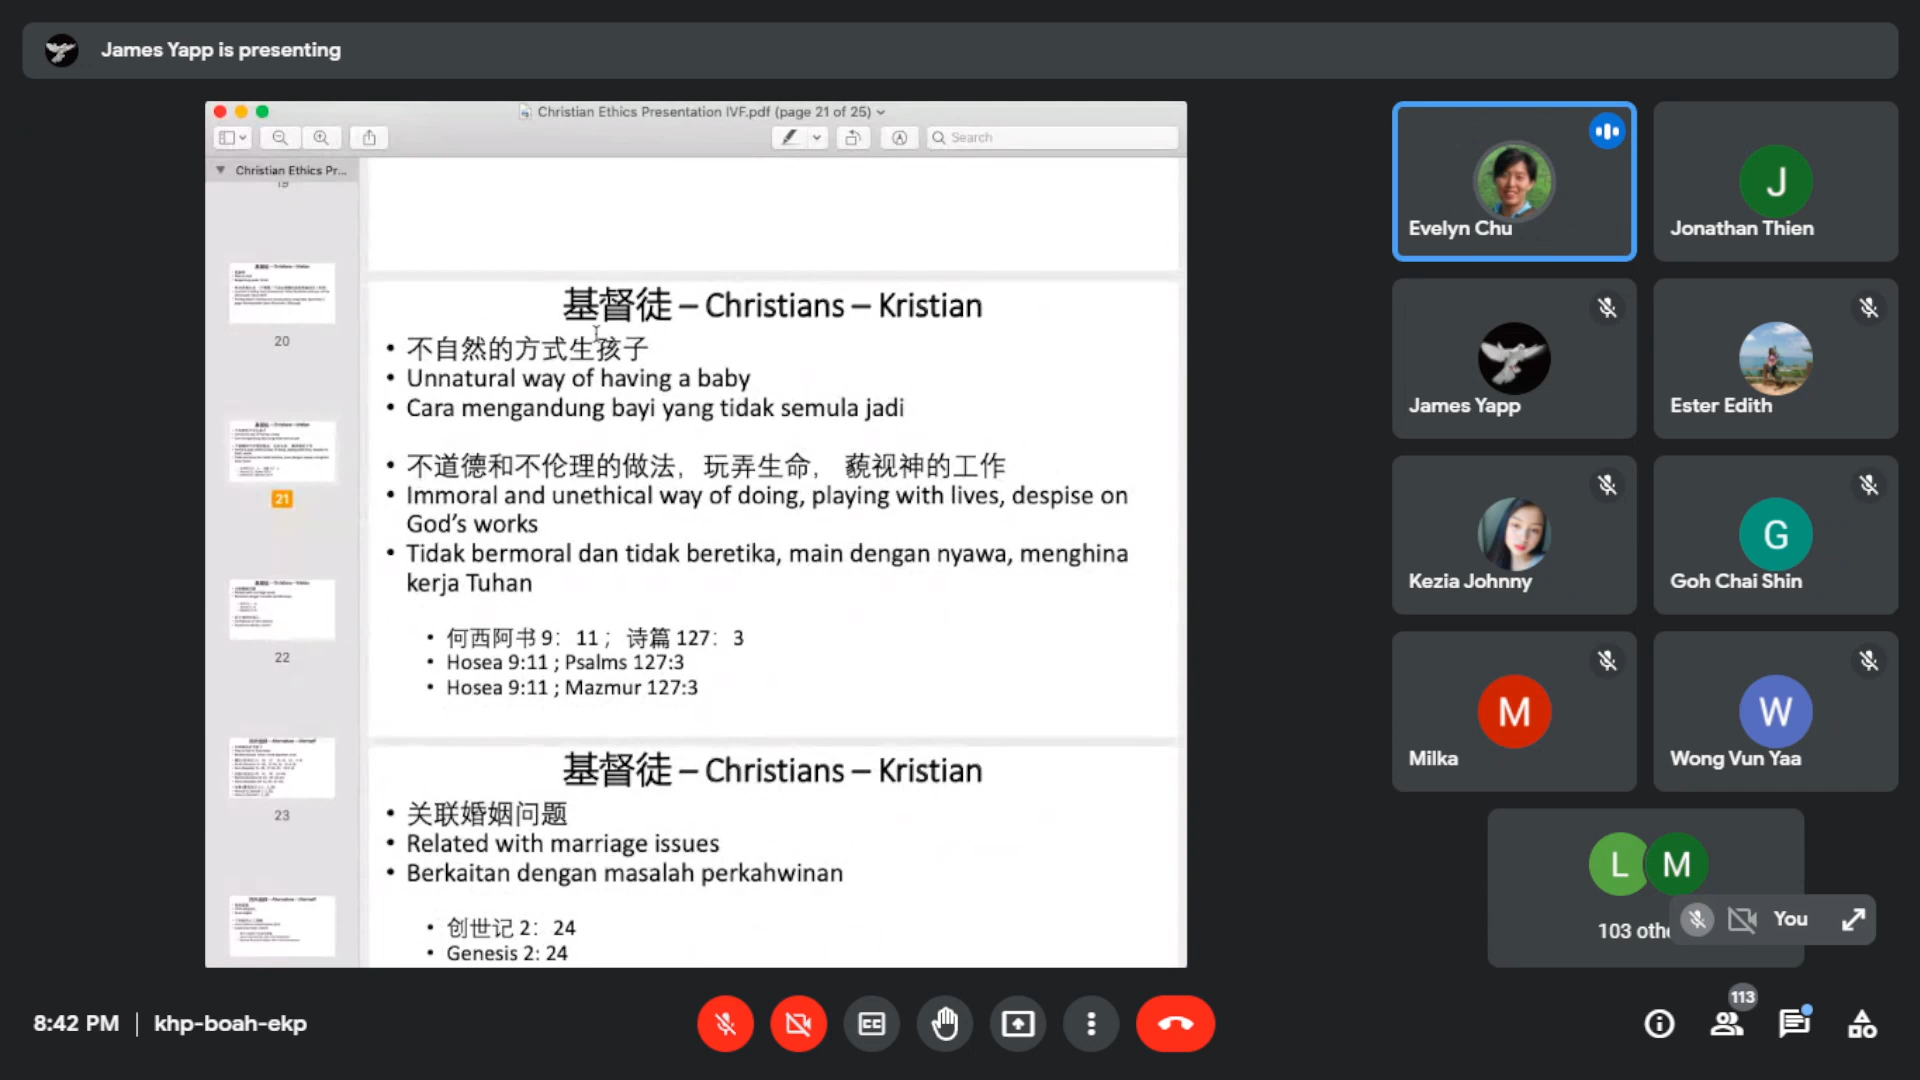 James Yapp is presenting
Christian Ethics Presentation IVF.pdf (page 21 of 25)
Search
Christian Ethics Pr...
19
20
21
22
23
基督徒 – Christians – Kristian
• 不自然的方式生孩子
• Unnatural way of having a baby
• Cara mengandung bayi yang tidak semula jadi
• 不道德和不伦理的做法, 玩弄生命, 藐视神的工作
• Immoral and unethical way of doing, playing with lives, despise on
God's works
• Tidak bermoral dan tidak beretika, main dengan nyawa, menghina
kerja Tuhan
• 何西阿书 9: 11 ; 诗篇 127: 3
• Hosea 9:11 ; Psalms 127:3
• Hosea 9:11 ; Mazmur 127:3
基督徒 – Christians – Kristian
• 关联婚姻问题
• Related with marriage issues
• Berkaitan dengan masalah perkahwinan
• 创世记 2: 24
• Genesis 2: 24
Evelyn Chu
J
Jonathan Thien
James Yapp
Ester Edith
Kezia Johnny
G
Goh Chai Shin
M
Milka
W
Wong Vun Yaa
L
M
103 othe
You
8:42 PM | khp-boah-ekp
CC
113